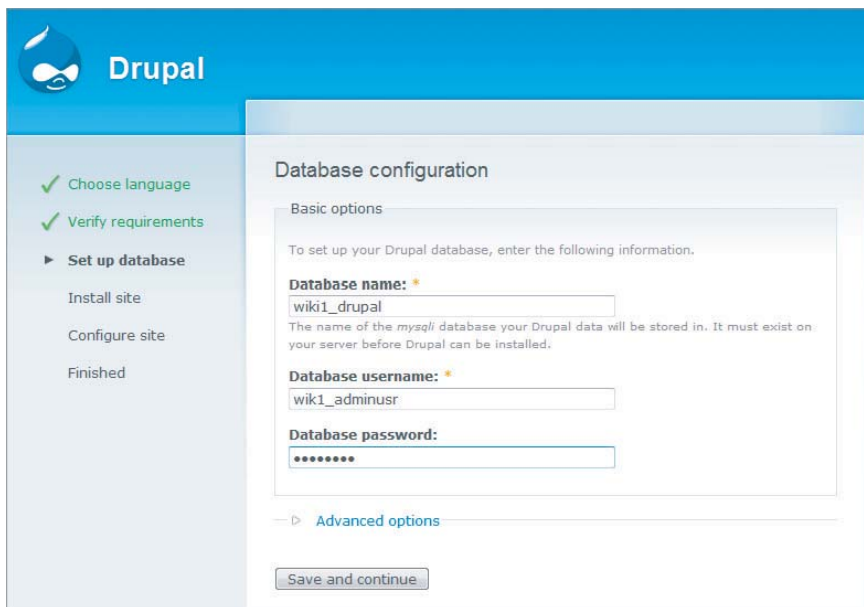 Drupal
Choose language
Verify requirements
Set up database
Install site
Configure site
Finished
Database configuration
Basic options
To set up your Drupal database, enter the following information.
Database name: *
wiki1_drupal
The name of the mysqli database your Drupal data will be stored in. It must exist on
your server before Drupal can be installed.
Database username: *
wik1_adminusr
Database password:
••••••••
Advanced options
Save and continue